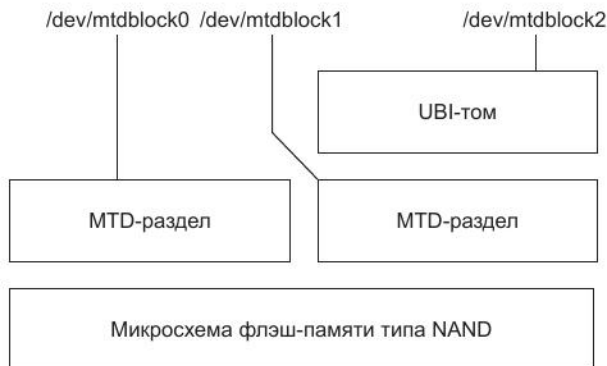 /dev/mtdblock0 /dev/mtdblock1 /dev/mtdblock2
UBI-том
MTD-раздел MTD-раздел
Микросхема флэш-памяти типа NAND